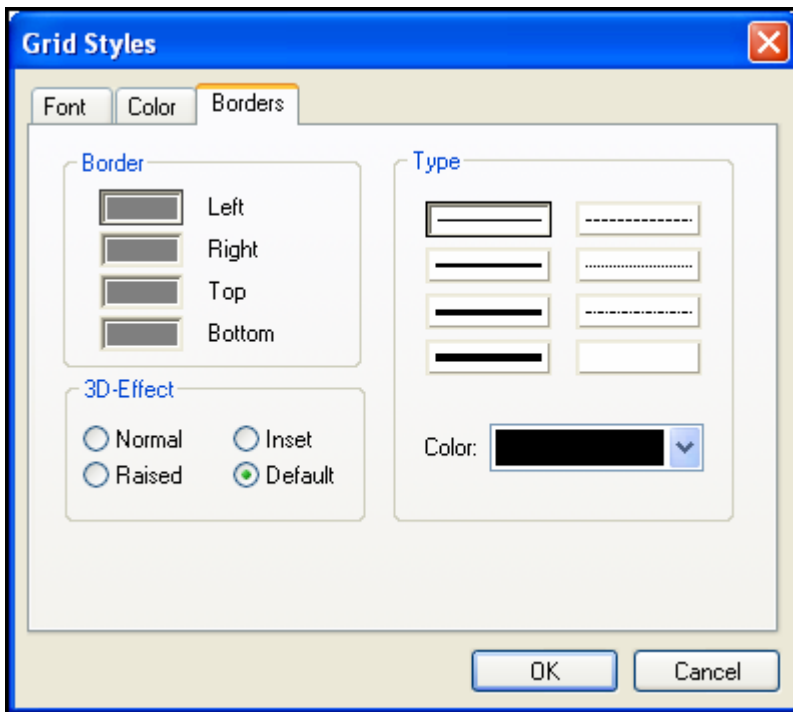 Grid Styles
Font Color Borders
Border
Left
Right
Top
Bottom
Type
Color:
3D-Effect
Normal Inset
Raised Default
OK Cancel